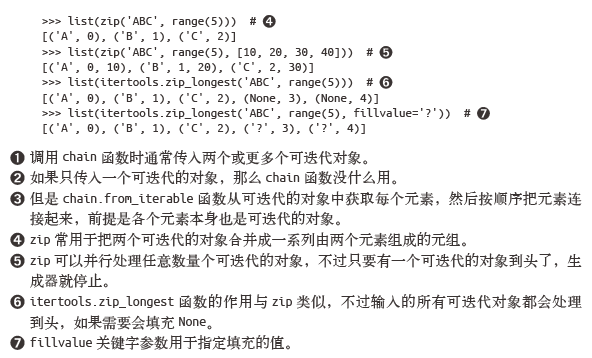 >>> list(zip('ABC', range(5)))  # ❹
[('A', 0), ('B', 1), ('C', 2)]
>>> list(zip('ABC', range(5), [10, 20, 30, 40]))  # ❺
[('A', 0, 10), ('B', 1, 20), ('C', 2, 30)]
>>> list(itertools.zip_longest('ABC', range(5)))  # ❻
[('A', 0), ('B', 1), ('C', 2), (None, 3), (None, 4)]
>>> list(itertools.zip_longest('ABC', range(5), fillvalue='?'))  # ❼
[('A', 0), ('B', 1), ('C', 2), ('?', 3), ('?', 4)]
❶ 调用 chain 函数时通常传入两个或更多个可迭代对象。
❷ 如果只传入一个可迭代的对象，那么 chain 函数没什么用。
❸ 但是 chain.from_iterable 函数从可迭代的对象中获取每个元素，然后按顺序把元素连
接起来，前提是各个元素本身也是可迭代的对象。
❹ zip 常用于把两个可迭代的对象合并成一系列由两个元素组成的元组。
❺ zip 可以并行处理任意数量个可迭代的对象，不过只要有一个可迭代的对象到头了，生
成器就停止。
❻ itertools.zip_longest 函数的作用与 zip 类似，不过输入的所有可迭代对象都会处理
到头，如果需要会填充 None。
❼ fillvalue 关键字参数用于指定填充的值。